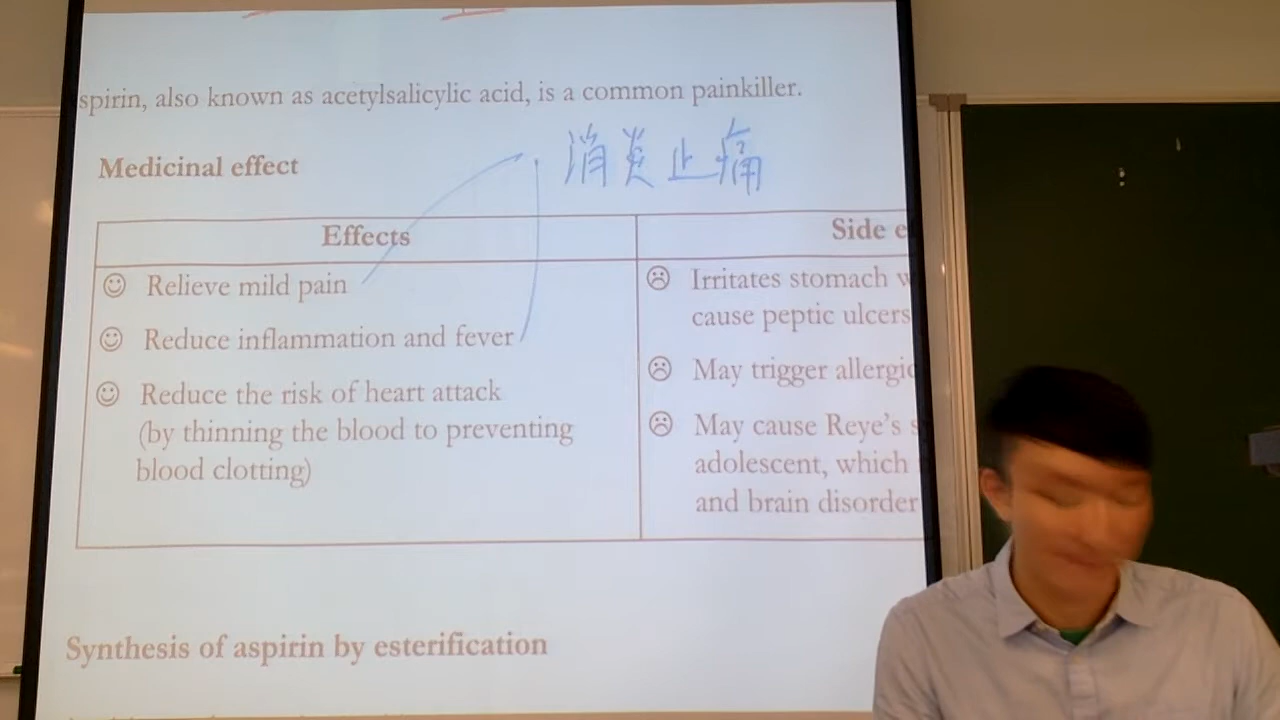 spirin, also known as acetylsalicylic acid, is a common painkiller.
消炎止痛
Medicinal effect
Effects
Side e
Relieve mild pain
Irritates stomach w
cause peptic ulcers
Reduce inflammation and fever
May trigger allergic
Reduce the risk of heart attack
(by thinning the blood to preventing
blood clotting)
May cause Reye's s
adolescent, which
and brain disorder
Synthesis of aspirin by esterification